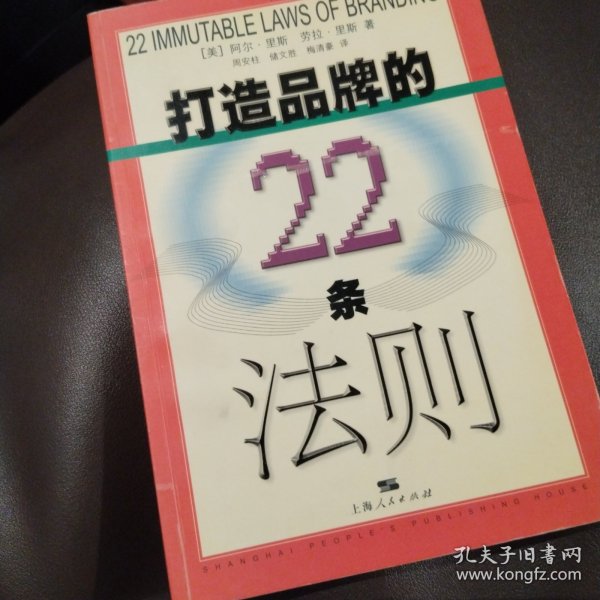 22 IMMUTABLE LAWS OF BRANDING
[美] 阿尔·里斯 劳拉·里斯 著
周安柱 储文胜 梅清豪 译
打造品牌的
22
条
法则
上海人民出版社
SHANGHAI PEOPLE'S PUBLISHING HOUSE
孔夫子旧书网
www.kongfz.com